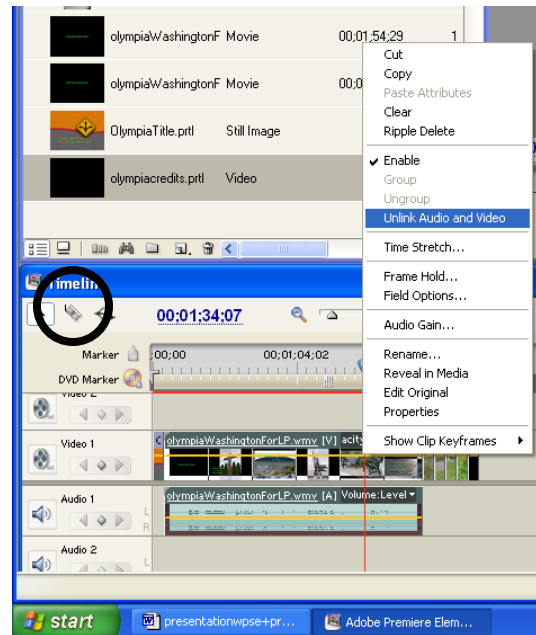 olympiaWashingtonF Movie 00;01;54;29 1
olympiaWashingtonF Movie 00;0
OlympiaTitle.prtl Still Image
olympiacredits.prtl Video
Cut
Copy
Paste Attributes
Clear
Ripple Delete
Enable
Group
Ungroup
Unlink Audio and Video
Time Stretch...
Frame Hold...
Field Options...
Audio Gain...
Rename...
Reveal in Media
Edit Original
Properties
Show Clip Keyframes
Timelin
00;01;34;07
Marker ;00;00 00;01;04;02
DVD Marker
Video 2
Video 1 olympiaWashingtonForLP.wmv [V] acity
Audio 1 olympiaWashingtonForLP.wmv [A] Volume:Level
L
R
Audio 2
L
start presentationwpse+pr... Adobe Premiere Elem...